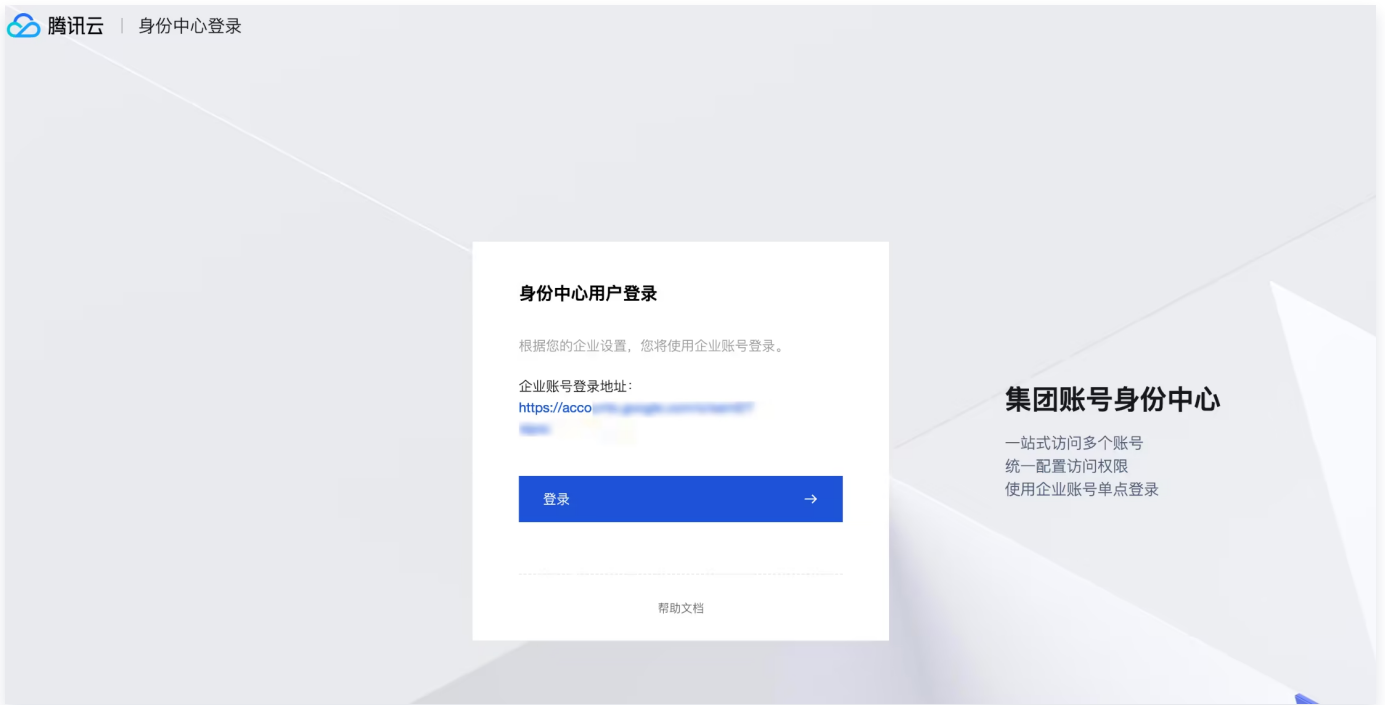 腾讯云 | 身份中心登录
身份中心用户登录
根据您的企业设置，您将使用企业账号登录。
企业账号登录地址：
https://acco
登录
帮助文档
集团账号身份中心
一站式访问多个账号
统一配置访问权限
使用企业账号单点登录